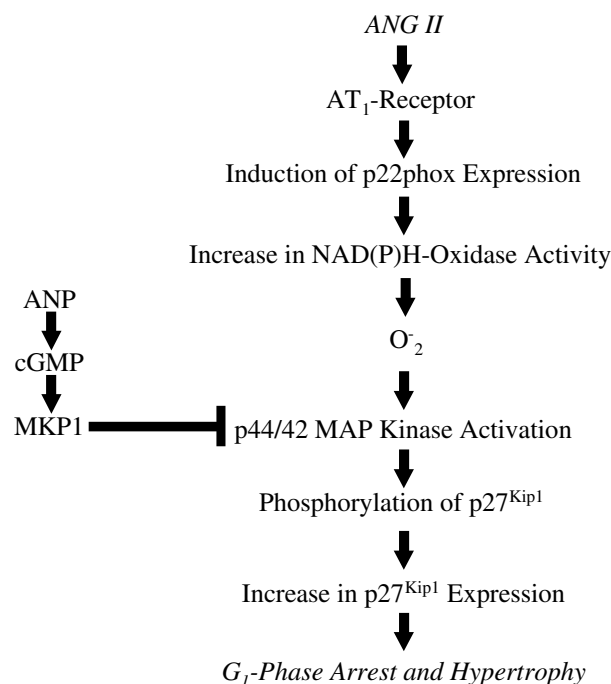 ANG II
AT₁-Receptor
Induction of p22phox Expression
Increase in NAD(P)H-Oxidase Activity
O⁻₂
ANP
cGMP
MKP1
p44/42 MAP Kinase Activation
Phosphorylation of p27ᴷⁱᵖ¹
Increase in p27ᴷⁱᵖ¹ Expression
G₁-Phase Arrest and Hypertrophy